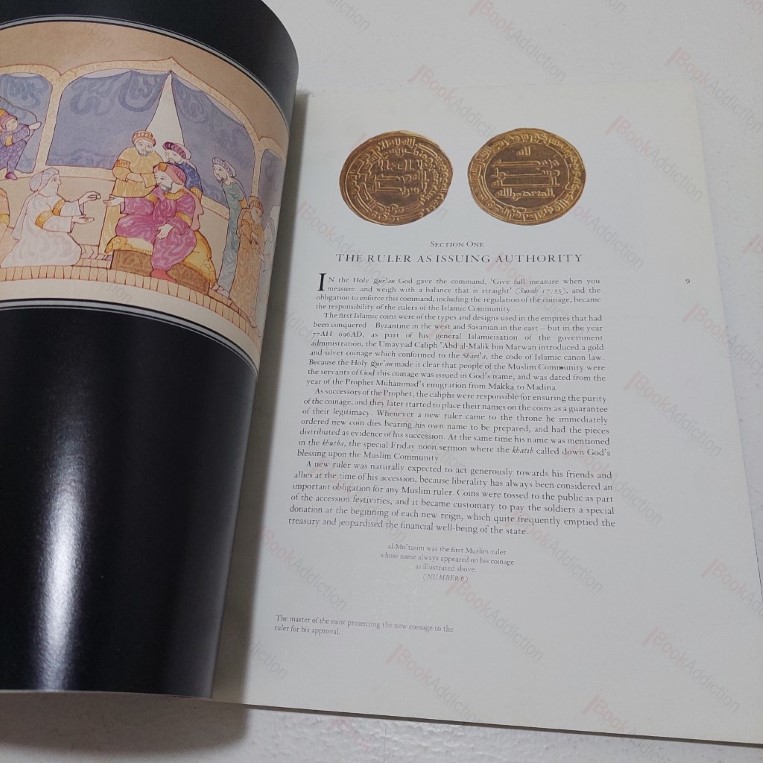 SECTION ONE
THE RULER AS ISSUING AUTHORITY
IN the Holy Qur'an God gave the command, 'Give full measure when you
measure, and weigh with a balance that is straight' (Surah 17:35), and the
obligation to enforce this command, including the regulation of the coinage, became
the responsibility of the rulers of the Islamic Community.
The first Islamic coins were of the types and designs used in the empires that had
been conquered – Byzantine in the west and Sasanian in the east – but in the year
77AH/696AD, as part of his general Islamicisation of the government
administration, the Umayyad Caliph 'Abd al-Malik bin Marwan introduced a gold
and silver coinage which conformed to the Shari'a, the code of Islamic canon law.
Because the Holy Qur'an made it clear that people of the Muslim Community were
the servants of God this coinage was issued in God's name, and was dated from the
year of the Prophet Muhammad's emigration from Makka to Madina.
As successors of the Prophet, the caliphs were responsible for ensuring the purity
of the coinage, and they later started to place their names on the coins as a guarantee
of their legitimacy. Whenever a new ruler came to the throne he immediately
ordered new coin dies bearing his own name to be prepared, and had the pieces
distributed as evidence of his succession. At the same time his name was mentioned
in the khutba, the special Friday noon sermon where the khatib called down God's
blessing upon the Muslim Community.
A new ruler was naturally expected to act generously towards his friends and
allies at the time of his accession, because liberality has always been considered an
important obligation for any Muslim ruler. Coins were tossed to the public as part
of the accession festivities, and it became customary to pay the soldiers a special
donation at the beginning of each new reign, which quite frequently emptied the
treasury and jeopardised the financial well-being of the state.
al-Mu'tasim was the first Muslim ruler
whose name always appeared on his coinage
as illustrated above.
(NUMBER 6)
The master of the mint presenting the new coinage to the
ruler for his approval.
9
BookAddiction